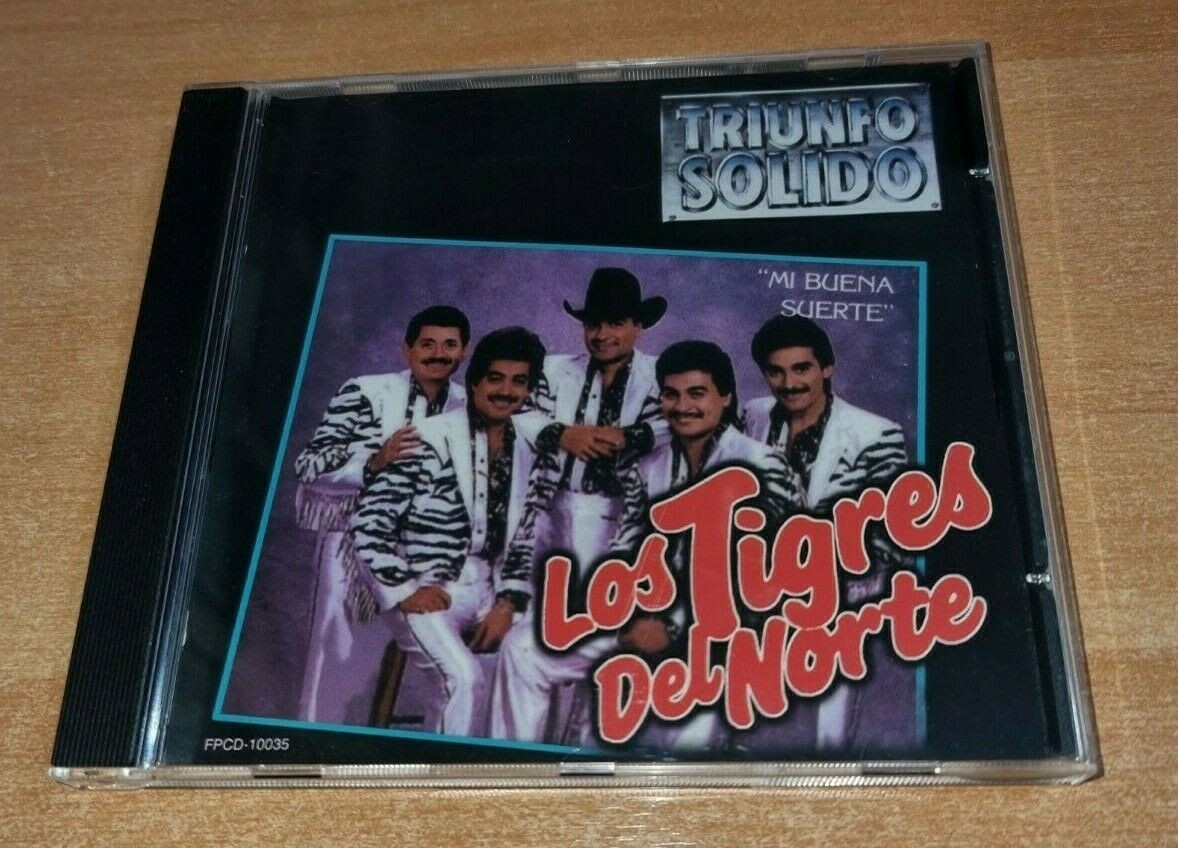 TRIUNFO
SOLIDO
"MI BUENA
SUERTE"
Los Tigres
Del Norte
FPCD-10035